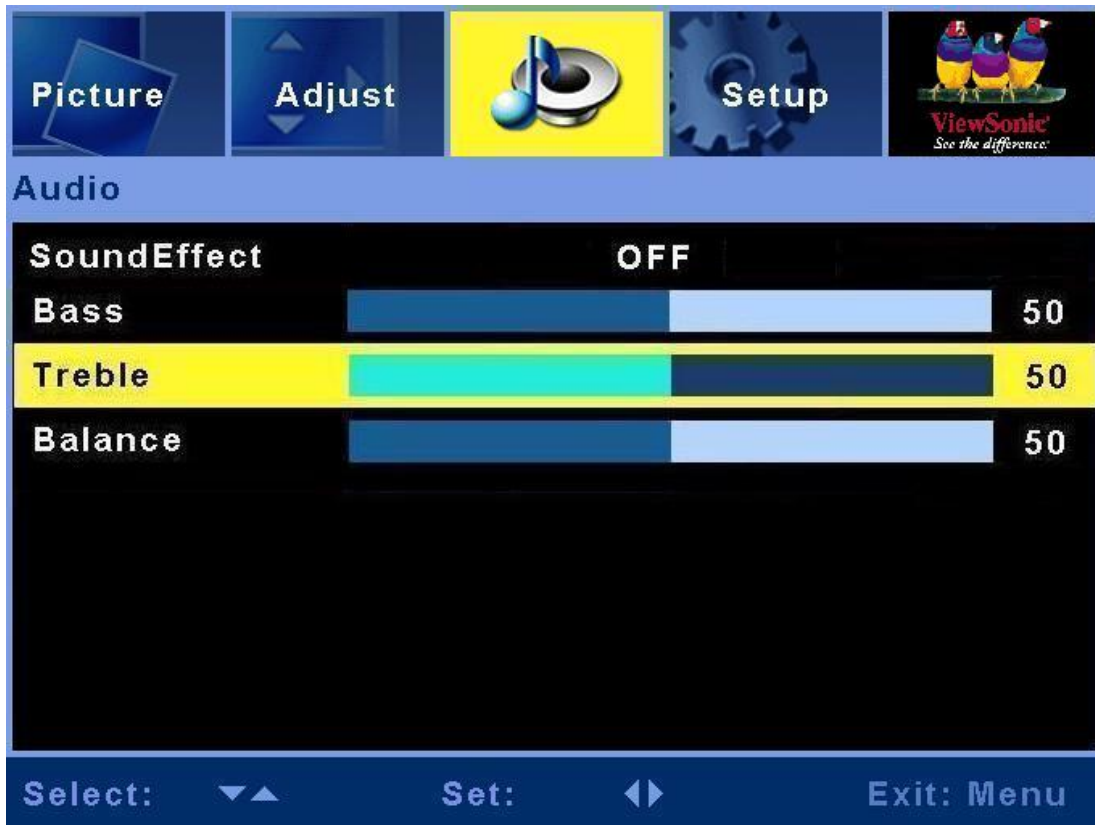 Picture
Adjust
Setup
ViewSonic®
See the difference.™
Audio
SoundEffect OFF
Bass 50
Treble 50
Balance 50
Select: ▼▲ Set: ◀▶ Exit: Menu